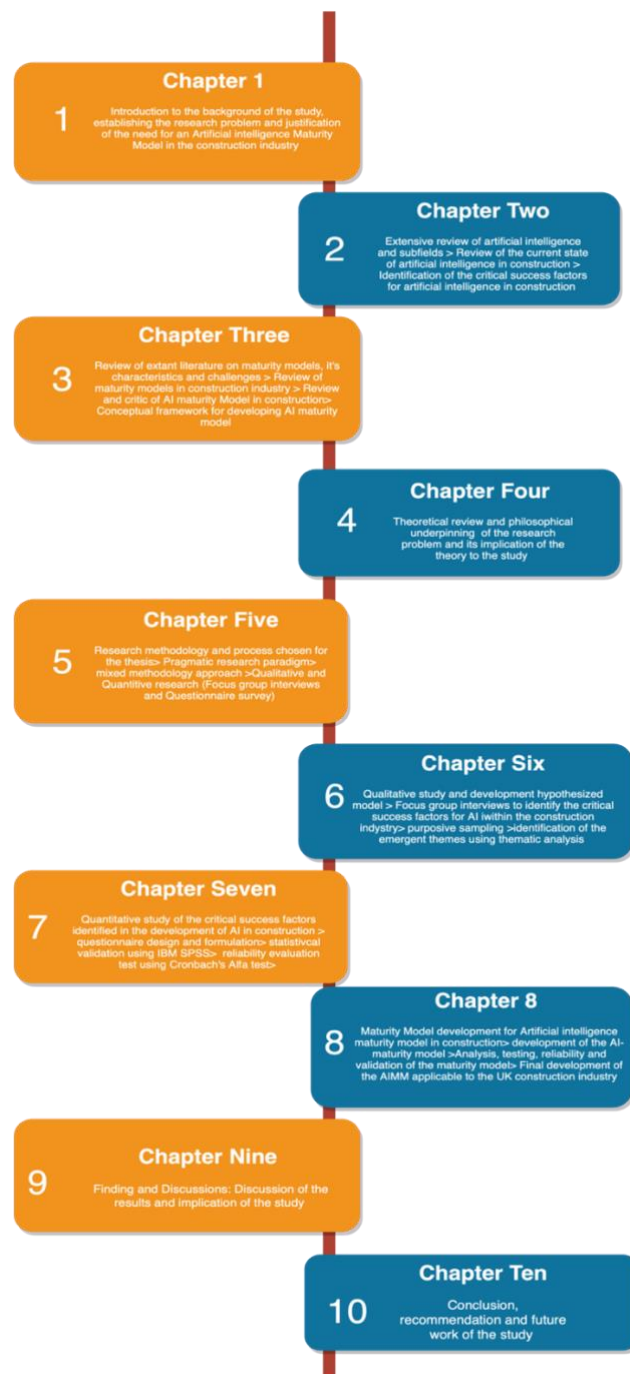 Chapter 1
1
Introduction to the background of the study,
establishing the research problem and justification
of the need for an Artificial intelligence Maturity
Model in the construction industry
Chapter Two
2
Extensive review of artificial intelligence
and subfields > Review of the current state
of artificial intelligence in construction >
Identification of the critical success factors
for artificial intelligence in construction
Chapter Three
3
Review of extant literature on maturity models, it's
characteristics and challenges > Review of
maturity models in construction industry > Review
and critic of AI maturity Model in construction>
Conceptual framework for developing AI maturity
model
Chapter Four
4
Theoretical review and philosophical
underpinning of the research
problem and its implication of the
theory to the study
Chapter Five
5
Research methodology and process chosen for
the thesis> Pragmatic research paradigm>
mixed methodology approach >Qualitative and
Quantitive research (Focus group interviews
and Questionnaire survey)
Chapter Six
6
Qualitative study and development hypothesized
model > Focus group interviews to identify the critical
success factors for AI iwithin the construction
indystry> purposive sampling >identification of the
emergent themes using thematic analysis
Chapter Seven
7
Quantitative study of the critical success factors
identified in the development of AI in construction >
questionnaire design and formulation> statistivcal
validation using IBM SPSS> reliability evaluation
test using Cronbach's Alfa test>
Chapter 8
8
Maturity Model development for Artificial intelligence
maturity model in construction> development of the AI-
maturity model >Analysis, testing, reliability and
validation of the maturity model> Final development of
the AIMM applicable to the UK construction industry
Chapter Nine
9
Finding and Discussions: Discussion of the
results and implication of the study
Chapter Ten
10
Conclusion,
recommendation and future
work of the study